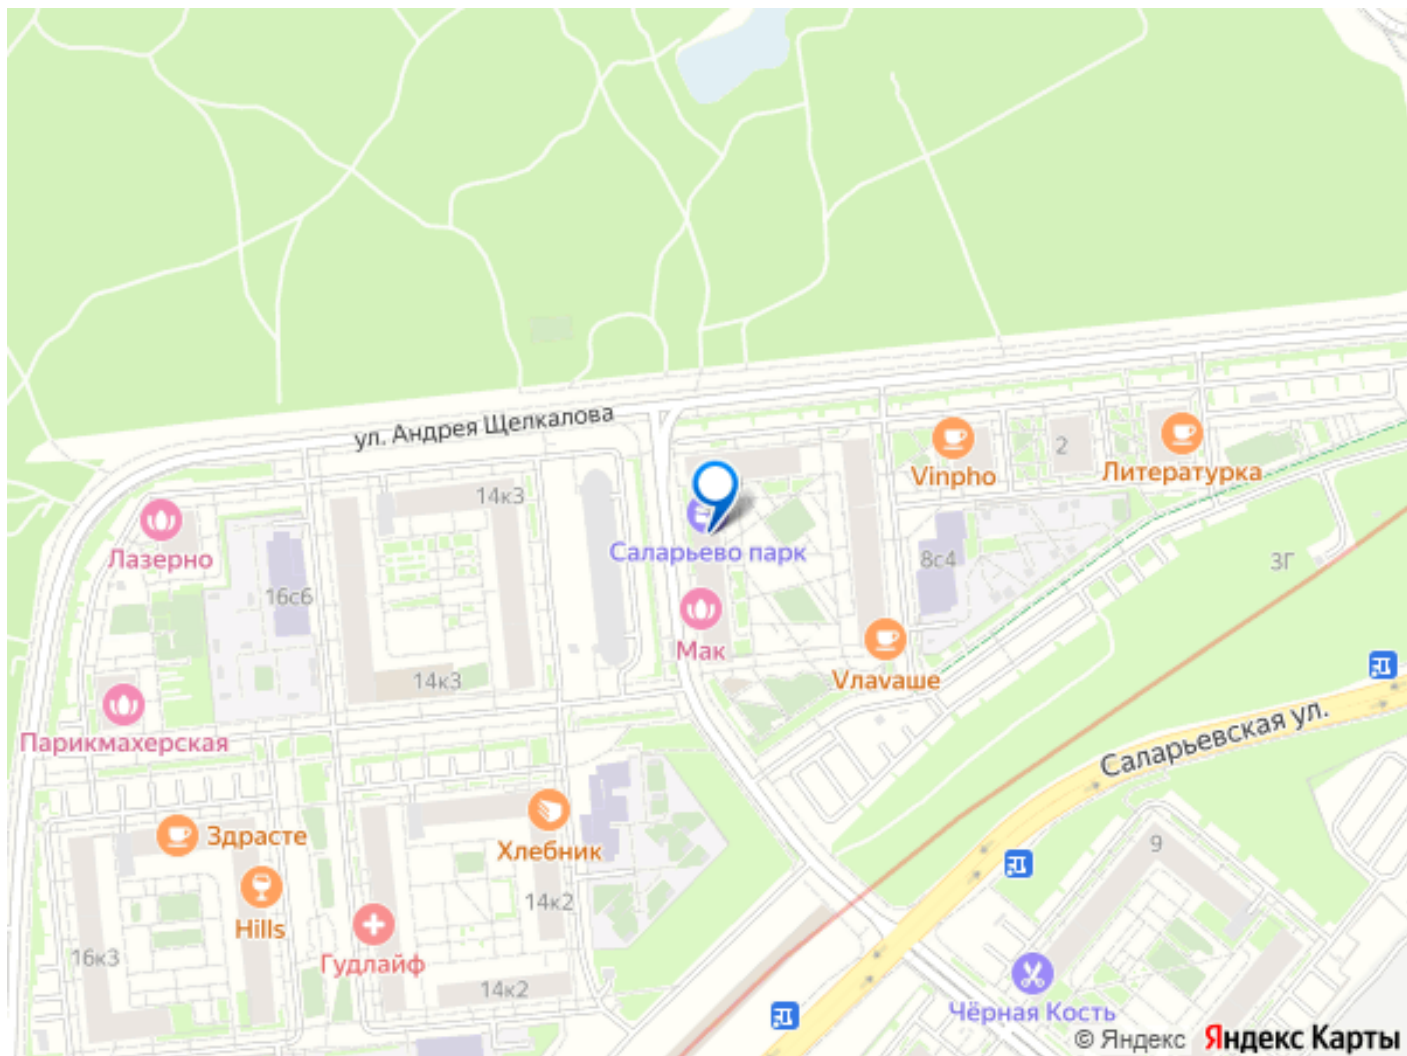 ул. Андрея Щелкалова
Vinpho
2
Литературка
14к3
Лазерно
Саларьево парк
8с4
3Г
16с6
Мак
14к3
Vлаvаше
Парикмахерская
Саларьевская ул.
Здрасте
Хлебник
9
Hills
14к2
16к3
Гудлайф
14к2
Чёрная Кость
© Яндекс Яндекс Карты